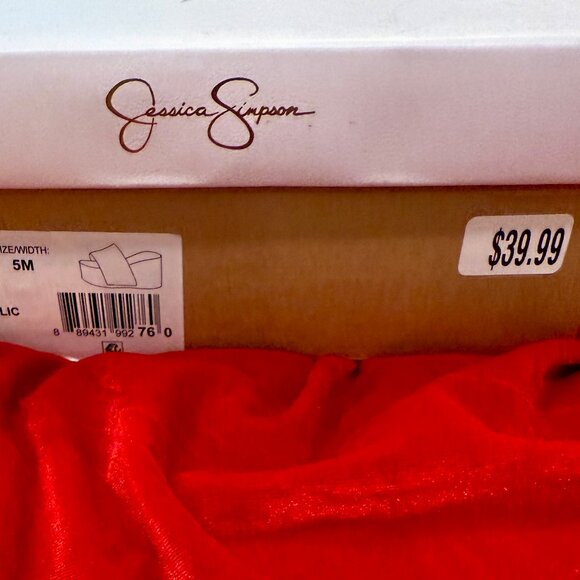 Jessica Simpson
IZE/WIDTH:
5M
LIC
8 89431 99276 0
$39.99